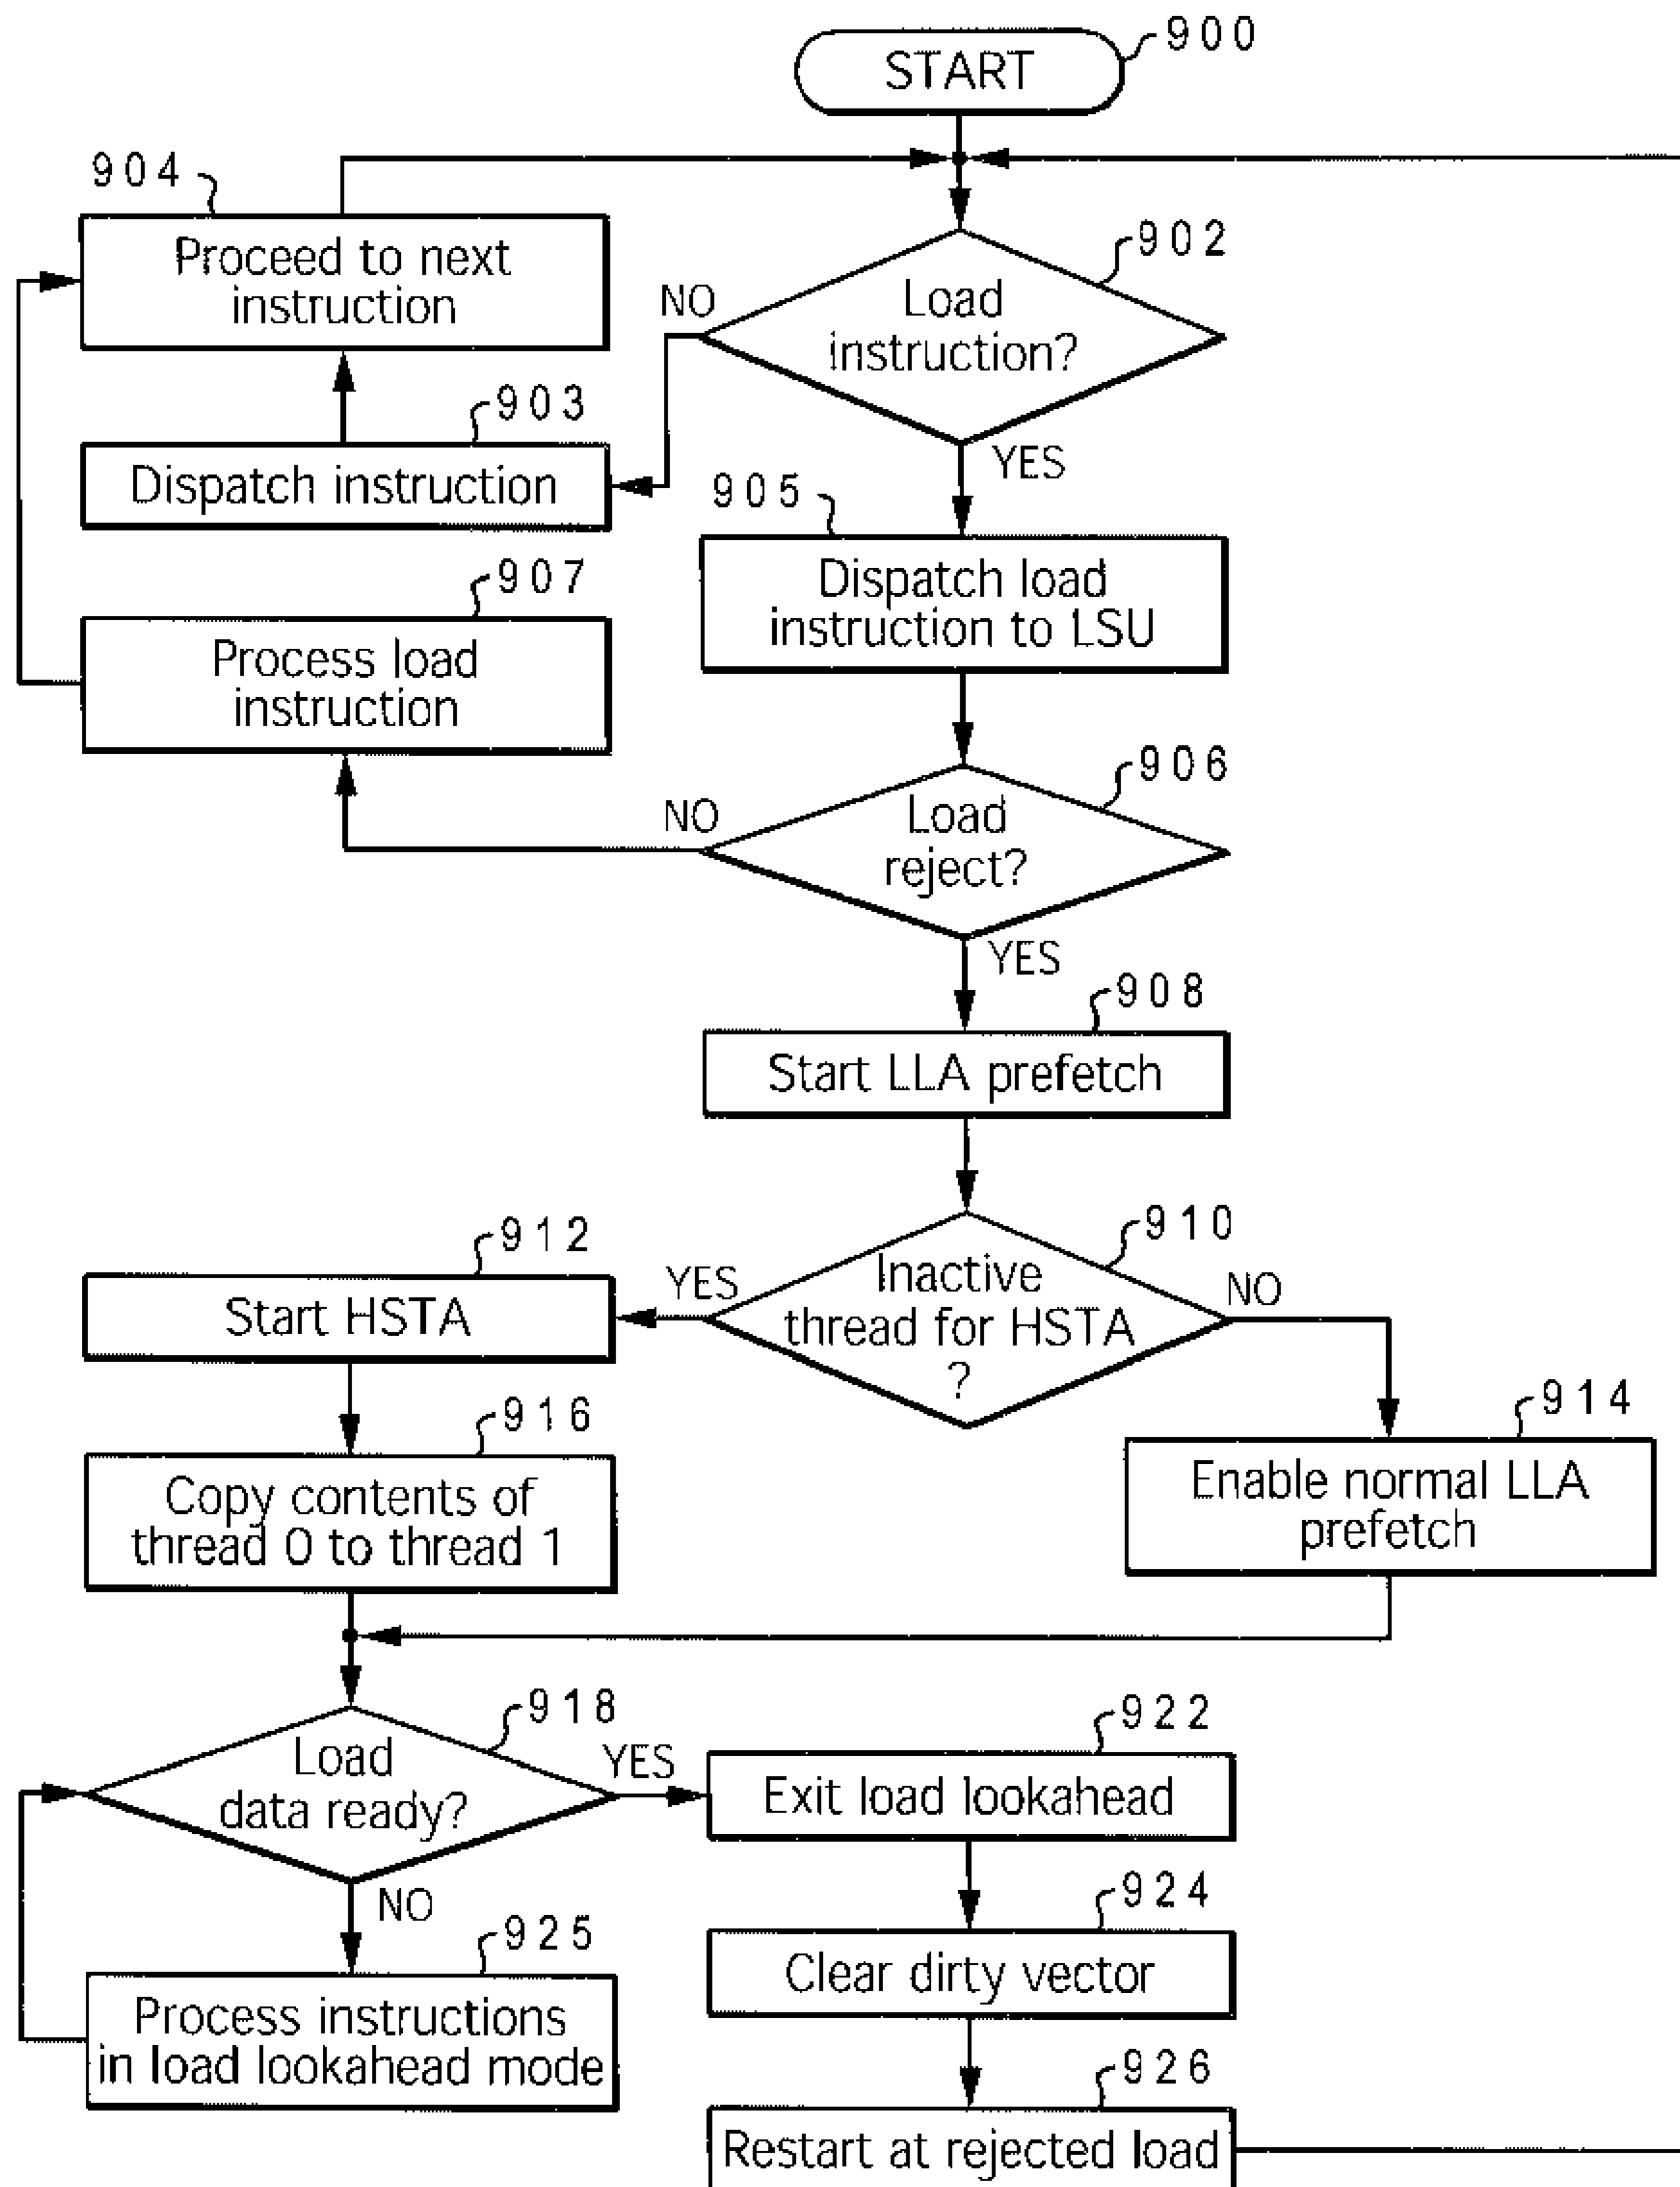 900
START
904
Proceed to next
instruction
902
Load
instruction?
NO
YES
903
Dispatch instruction
905
Dispatch load
instruction to LSU
907
Process load
instruction
906
Load
reject?
NO
YES
908
Start LLA prefetch
910
Inactive
thread for HSTA
?
YES
NO
912
Start HSTA
916
Copy contents of
thread 0 to thread 1
914
Enable normal LLA
prefetch
918
Load
data ready?
YES
NO
922
Exit load lookahead
924
Clear dirty vector
925
Process instructions
in load lookahead mode
926
Restart at rejected load